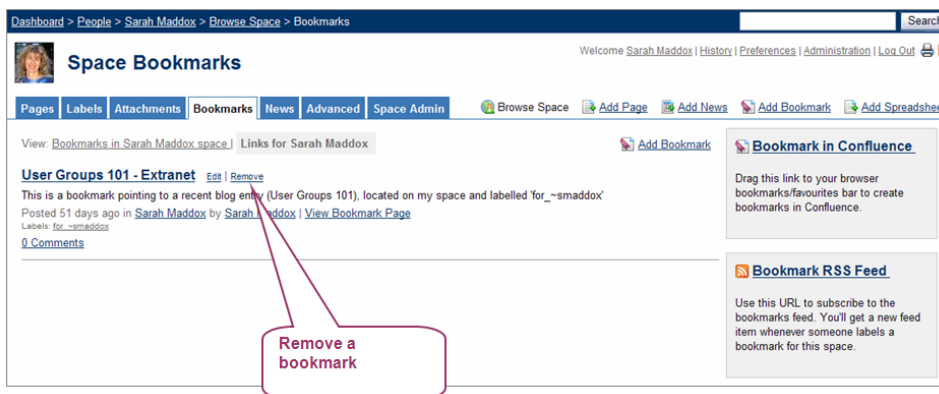 Dashboard > People > Sarah Maddox > Browse Space > Bookmarks
Search
Welcome Sarah Maddox | History | Preferences | Administration | Log Out
Space Bookmarks
Pages Labels Attachments Bookmarks News Advanced Space Admin
Browse Space Add Page Add News Add Bookmark
View: Bookmarks in Sarah Maddox space | Links for Sarah Maddox
Add Bookmark
User Groups 101 - Extranet Edit | Remove
This is a bookmark pointing to a recent blog entry (User Groups 101), located on my space and labelled 'for_~smaddox'
Posted 51 days ago in Sarah Maddox by Sarah Maddox | View Bookmark Page
Labels: for_~smaddox
0 Comments
Remove a
bookmark
Bookmark in Confluence
Drag this link to your browser
bookmarks/favourites bar to create
bookmarks in Confluence.
Bookmark RSS Feed
Use this URL to subscribe to the
bookmarks feed. You'll get a new feed
item whenever someone labels a
bookmark for this space.